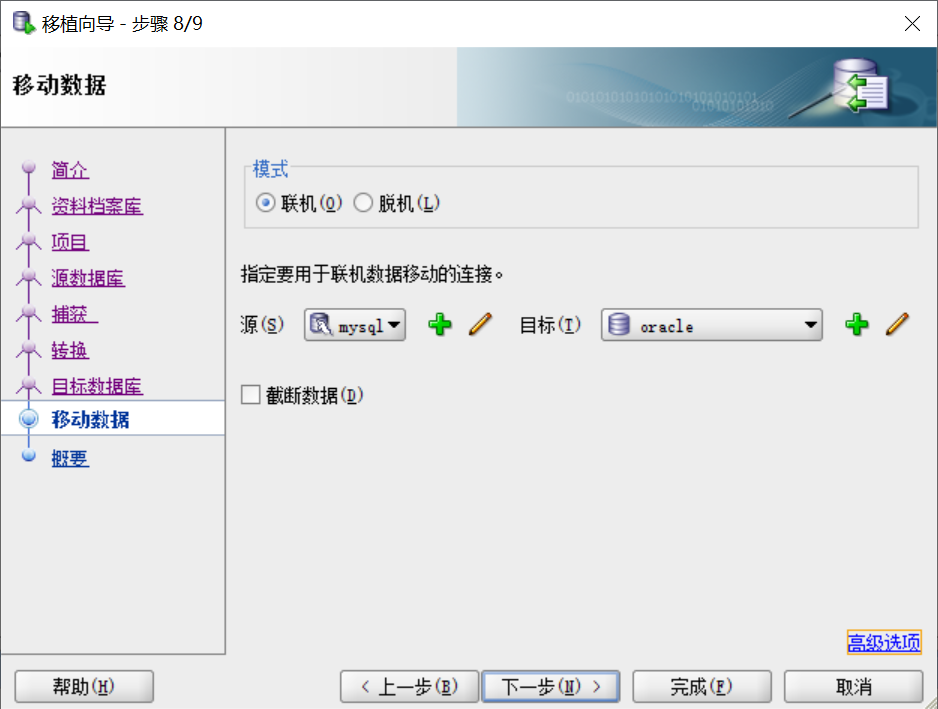 移植向导 - 步骤 8/9
移动数据
0101010101010101010101010101
01010101010
简介
资料档案库
项目
源数据库
捕获
转换
目标数据库
移动数据
概要
模式
联机(O) 脱机(L)
指定要用于联机数据移动的连接。
源(S) mysql 目标(T) oracle
截断数据(D)
高级选项
帮助(H) < 上一步(B) 下一步(N) > 完成(F) 取消